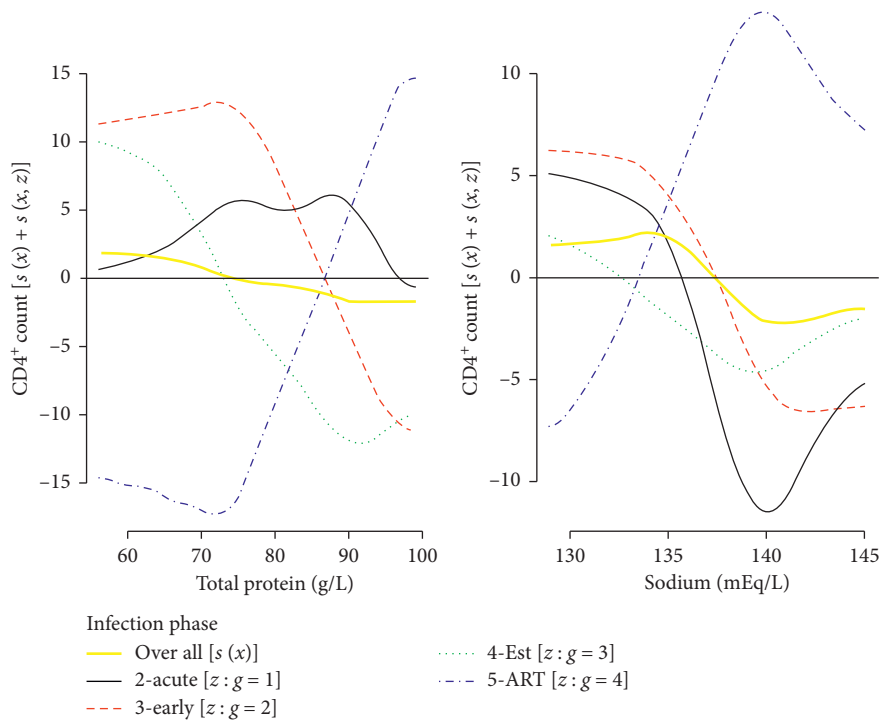 CD4⁺ count [s (x) + s (x, z)]
15
10
5
0
−5
−10
−15
60 70 80 90 100
Total protein (g/L)
CD4⁺ count [s (x) + s (x, z)]
10
5
0
−5
−10
130 135 140 145
Sodium (mEq/L)
Infection phase
Over all [s (x)]
2-acute [z : g = 1]
3-early [z : g = 2]
4-Est [z : g = 3]
5-ART [z : g = 4]